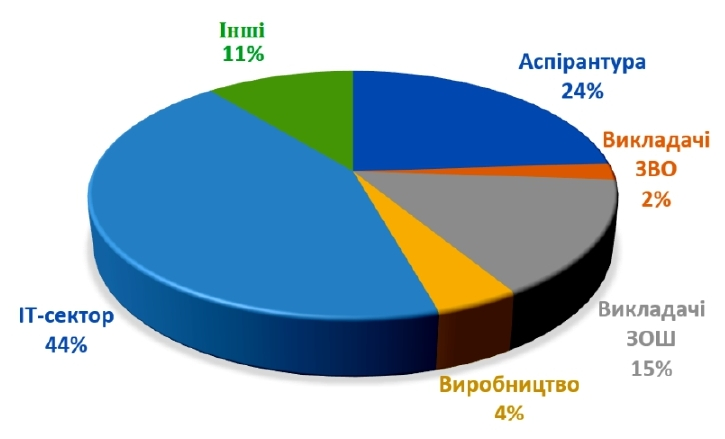 Інші
11%
Аспірантура
24%
Викладачі
ЗВО
2%
Викладачі
ЗОШ
15%
Виробництво
4%
ІТ-сектор
44%